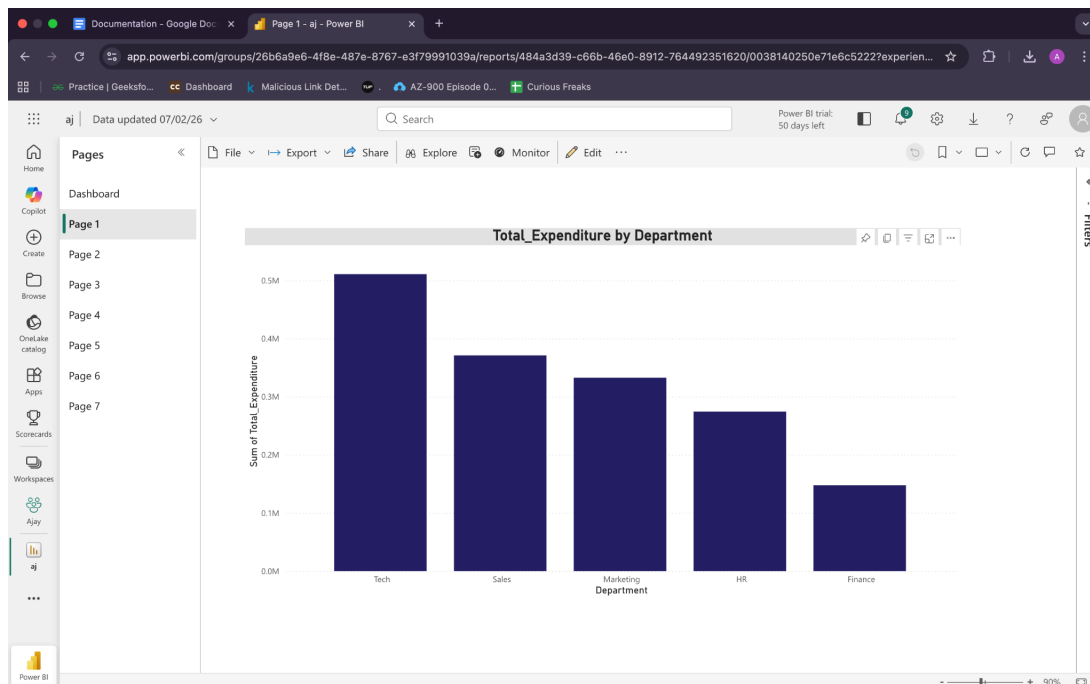 Documentation - Google Doc
Page 1 - aj - Power BI
app.powerbi.com/groups/26b6a9e6-4f8e-487e-8767-e3f79991039a/reports/484a3d39-c66b-46e0-8912-764492351620/0038140250e71e6c5222?experien...
A
Practice | Geeksfo...
cc Dashboard
Malicious Link Det...
.
AZ-900 Episode 0...
Curious Freaks
aj
Data updated 07/02/26
Search
Power BI trial:
50 days left
9
Home
Copilot
Create
Browse
OneLake
catalog
Apps
Scorecards
Workspaces
Ajay
aj
Power BI
Pages
Dashboard
Page 1
Page 2
Page 3
Page 4
Page 5
Page 6
Page 7
File
Export
Share
Explore
Monitor
Edit
Filters
Total_Expenditure by Department
Sum of Total_Expenditure
0.5M
0.4M
0.3M
0.2M
0.1M
0.0M
Tech
Sales
Marketing
HR
Finance
Department
90%